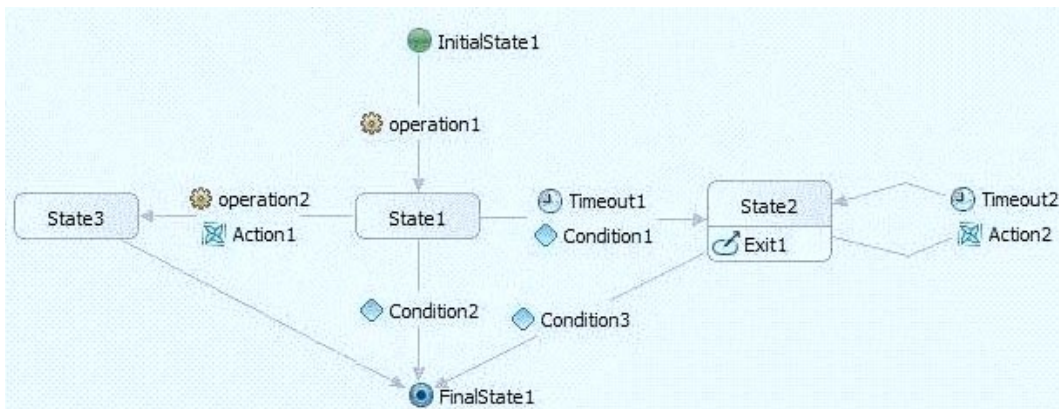 InitialState1
operation1
operation2
Action1
State3
State1
Timeout1
Condition1
State2
Exit1
Timeout2
Action2
Condition2
Condition3
FinalState1